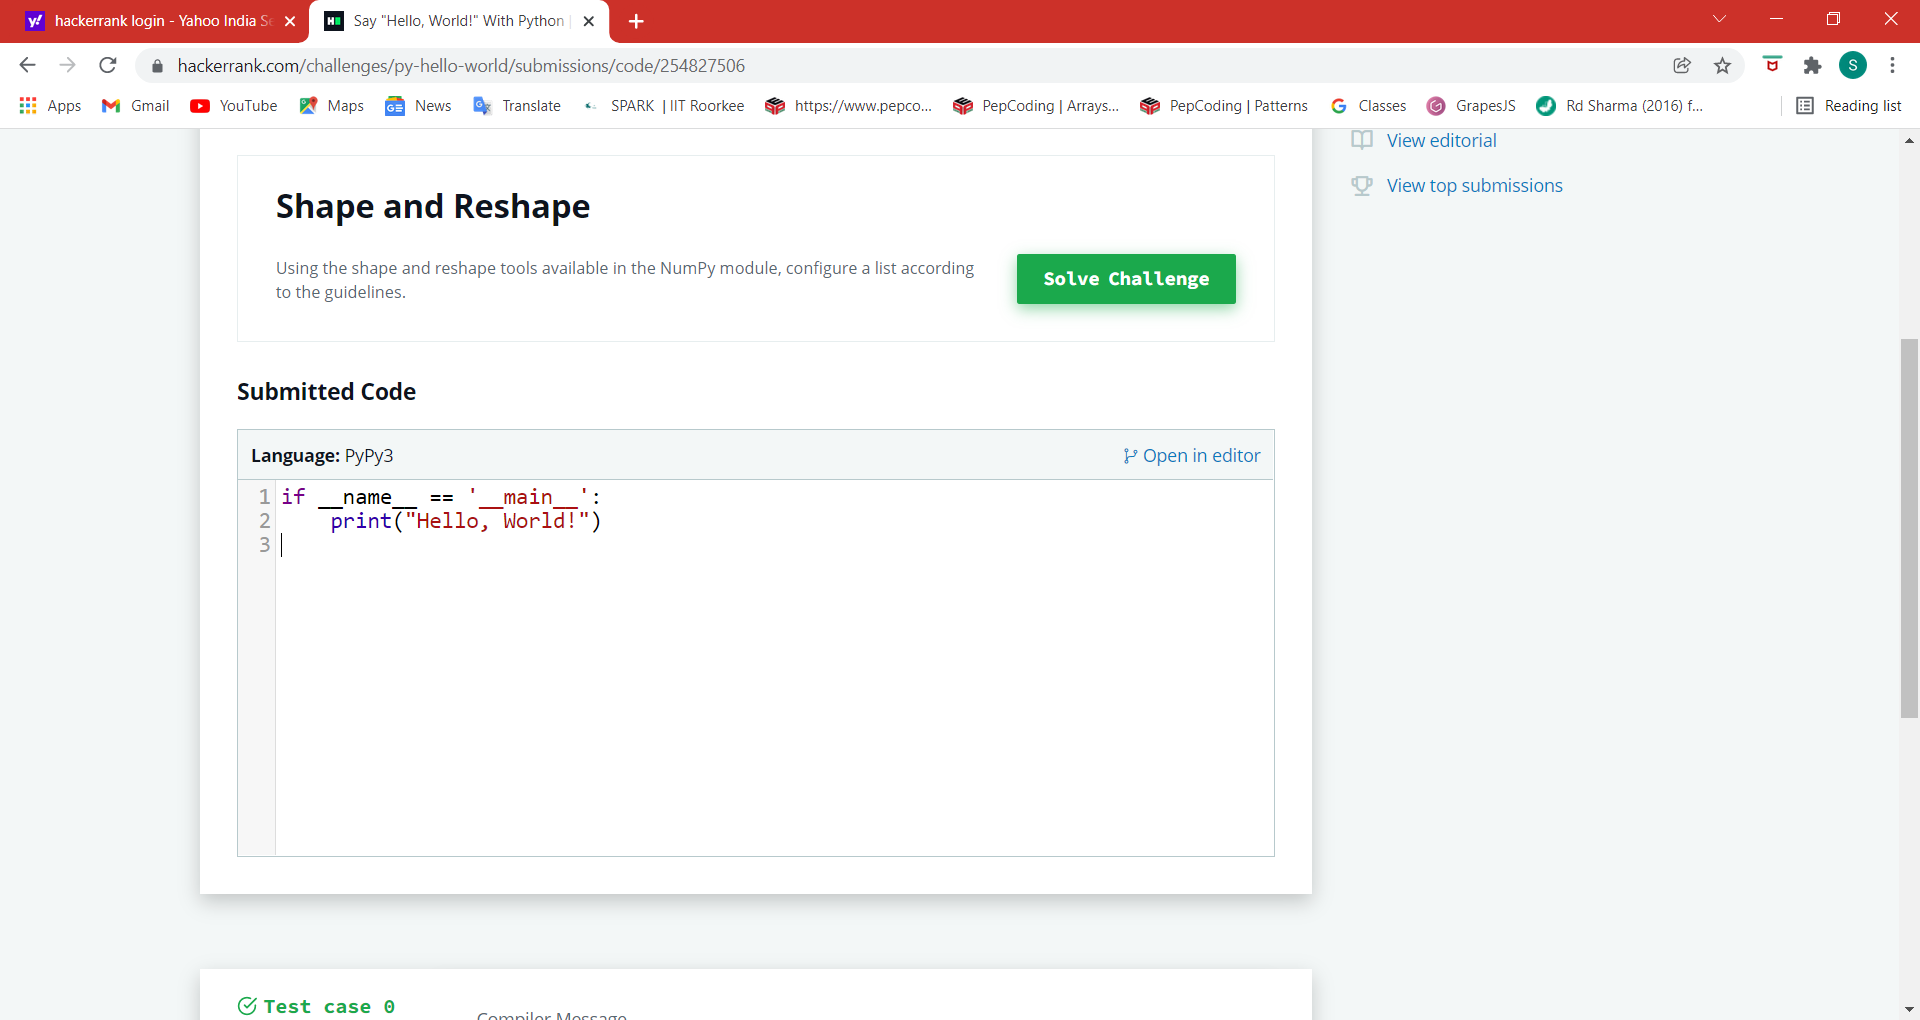 hackerrank login - Yahoo India Se
Say "Hello, World!" With Python
hackerrank.com/challenges/py-hello-world/submissions/code/254827506
S
Apps Gmail YouTube Maps News Translate SPARK | IIT Roorkee https://www.pepco... PepCoding | Arrays... PepCoding | Patterns Classes GrapesJS Rd Sharma (2016) f... Reading list
View editorial
View top submissions
Shape and Reshape
Using the shape and reshape tools available in the NumPy module, configure a list according
to the guidelines.
Solve Challenge
Submitted Code
Language: PyPy3
Open in editor
1 if __name__ == '__main__':
2     print("Hello, World!")
3
Test case 0
Compiler Message